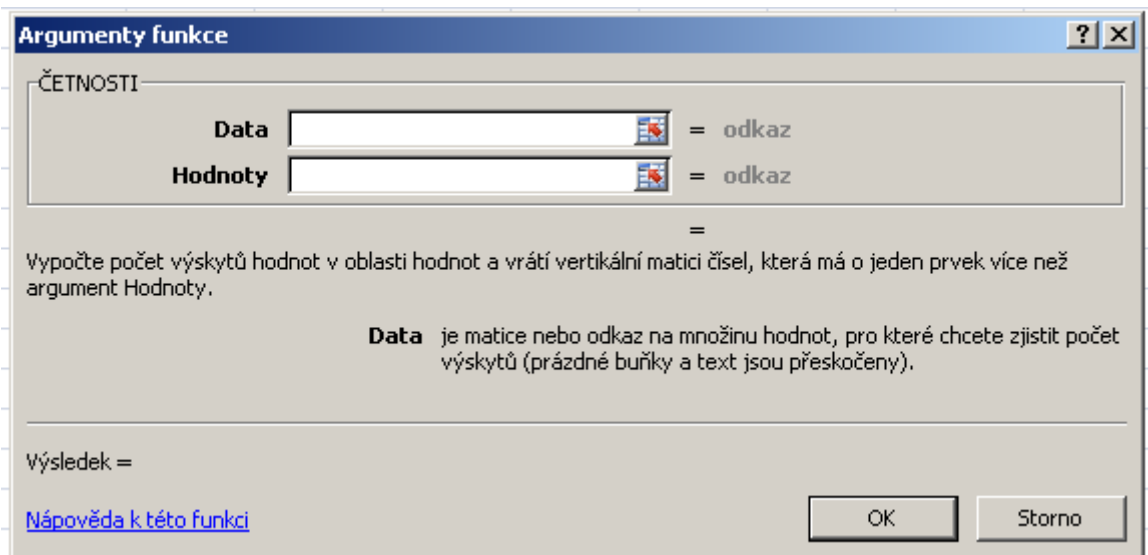 Argumenty funkce
ČETNOSTI
Data = odkaz
Hodnoty = odkaz
=
Vypočte počet výskytů hodnot v oblasti hodnot a vrátí vertikální matici čísel, která má o jeden prvek více než
argument Hodnoty.
Data je matice nebo odkaz na množinu hodnot, pro které chcete zjistit počet
výskytů (prázdné buňky a text jsou přeskočeny).
Výsledek =
Nápověda k této funkci
OK Storno